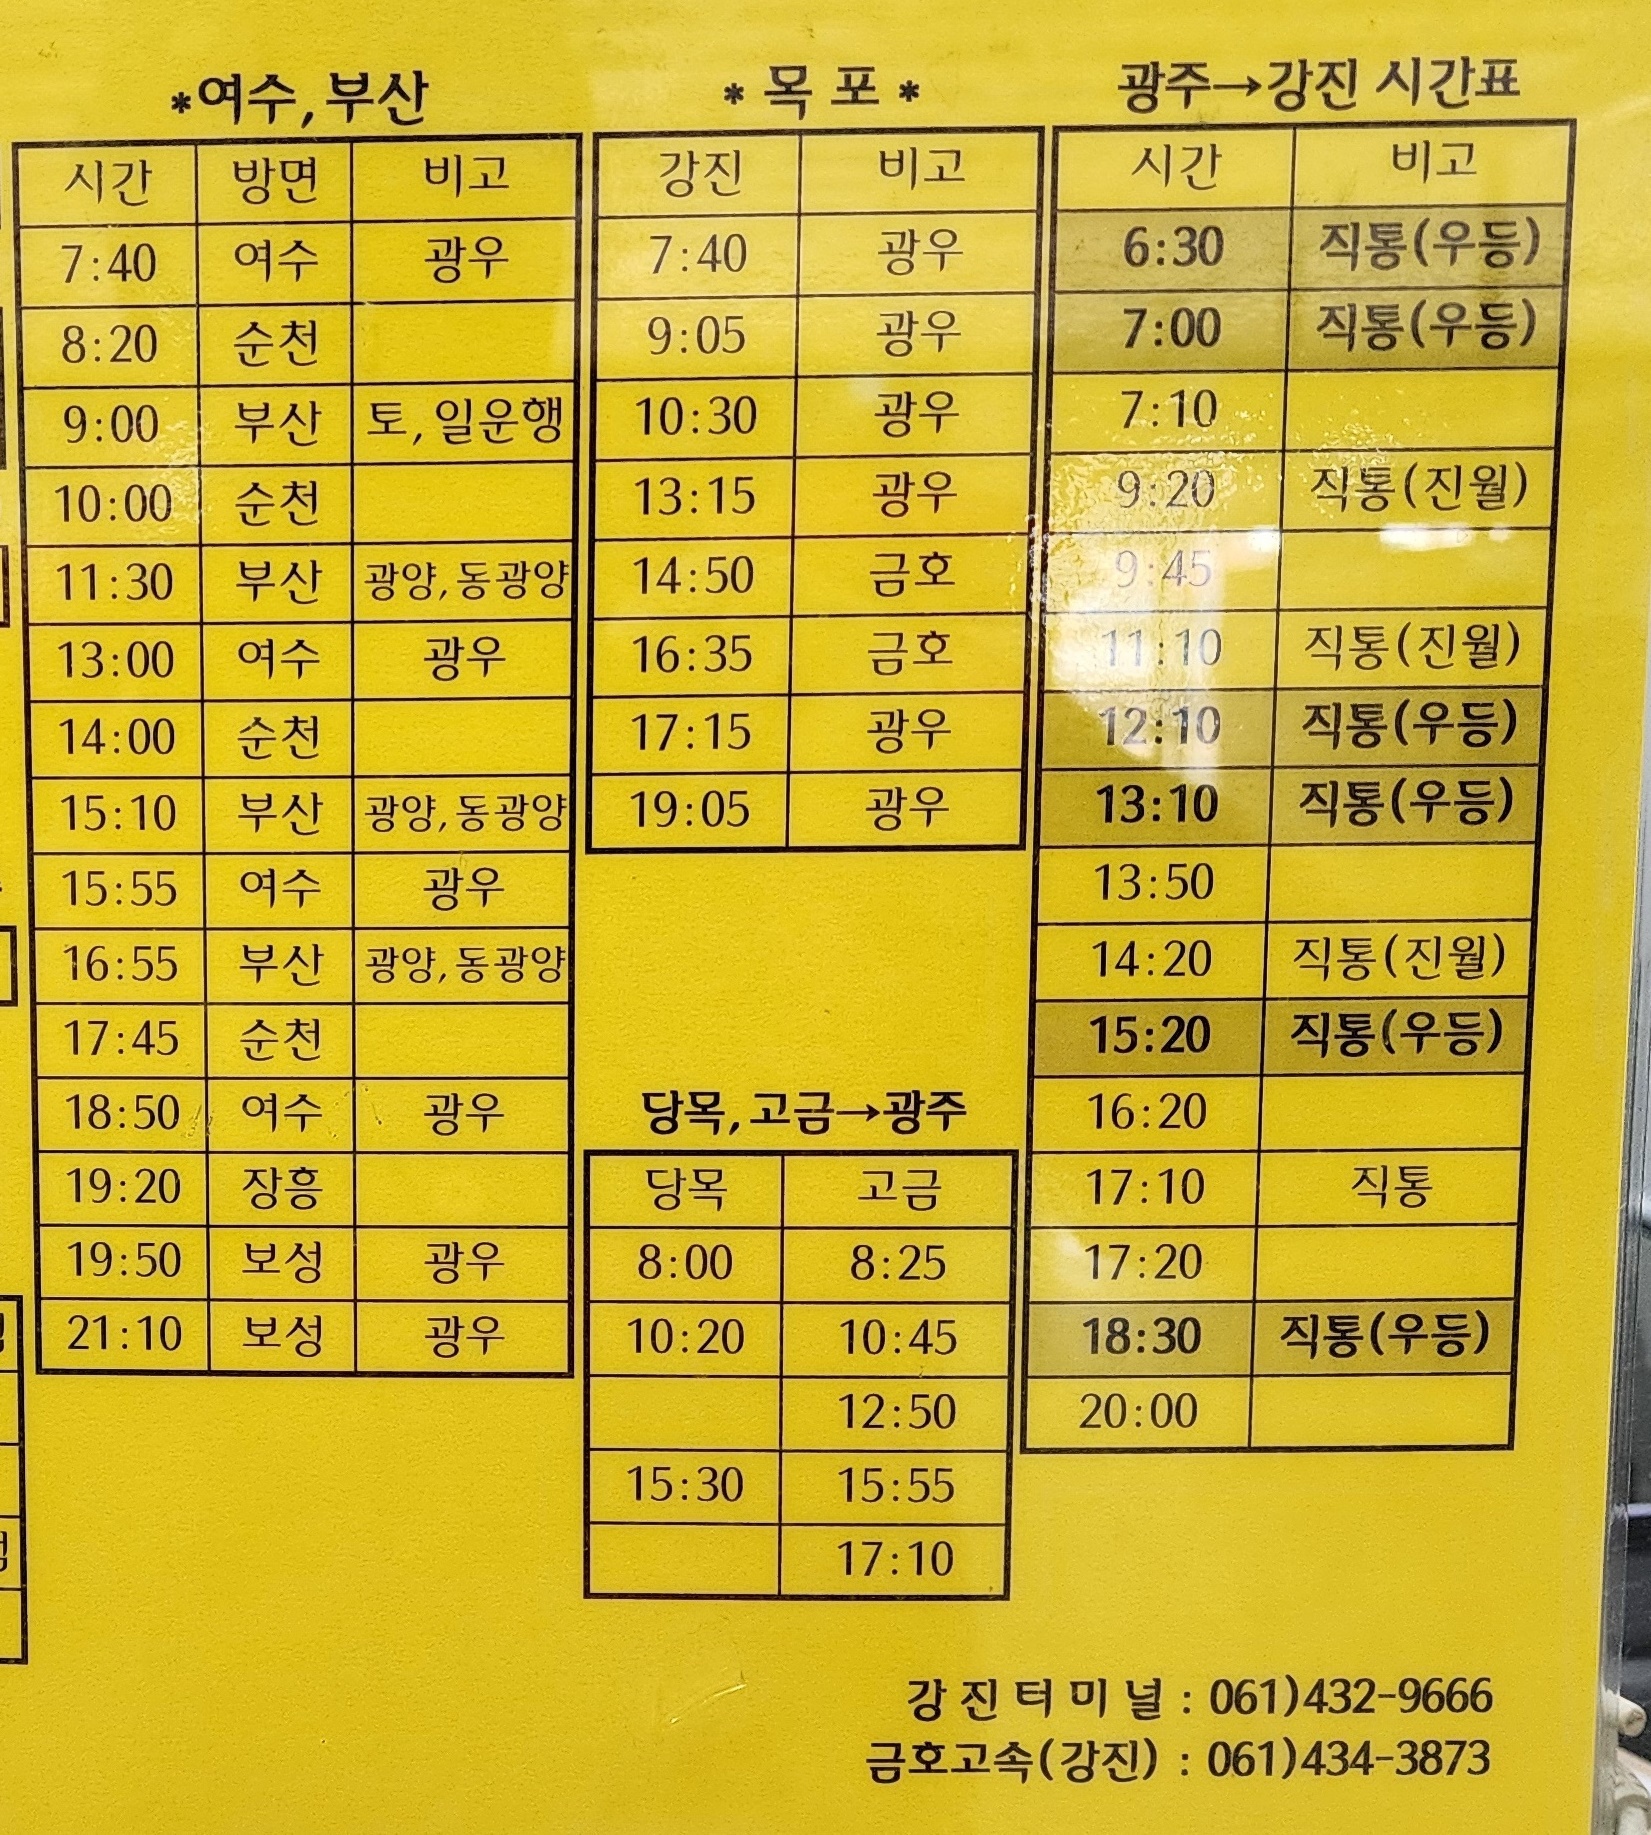 *여수, 부산
시간 방면 비고
7:40 여수 광우
8:20 순천
9:00 부산 토, 일운행
10:00 순천
11:30 부산 광양, 동광양
13:00 여수 광우
14:00 순천
15:10 부산 광양, 동광양
15:55 여수 광우
16:55 부산 광양, 동광양
17:45 순천
18:50 여수 광우
19:20 장흥
19:50 보성 광우
21:10 보성 광우
* 목 포 *
강진 비고
7:40 광우
9:05 광우
10:30 광우
13:15 광우
14:50 금호
16:35 금호
17:15 광우
19:05 광우
당목, 고금→광주
당목 고금
8:00 8:25
10:20 10:45
12:50
15:30 15:55
17:10
광주→강진 시간표
시간 비고
6:30 직통(우등)
7:00 직통(우등)
7:10
9:20 직통(진월)
9:45
11:10 직통(진월)
12:10 직통(우등)
13:10 직통(우등)
13:50
14:20 직통(진월)
15:20 직통(우등)
16:20
17:10 직통
17:20
18:30 직통(우등)
20:00
강 진 터 미 널 : 061)432-9666
금호고속(강진) : 061)434-3873